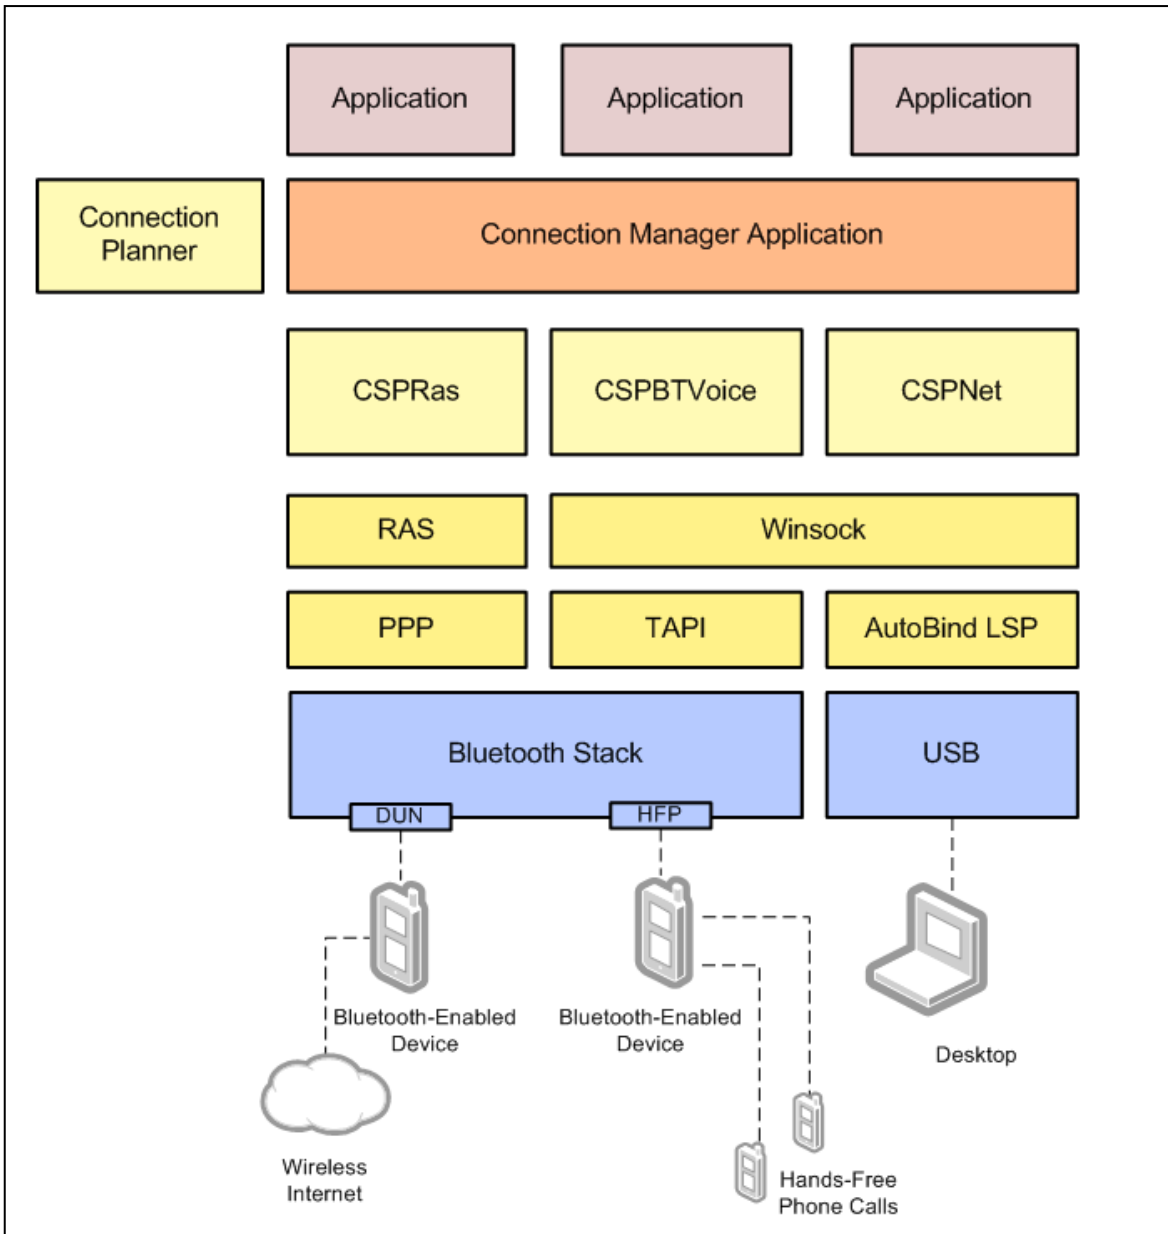 Application
Application
Application
Connection
Planner
Connection Manager Application
CSPRas
CSPBTVoice
CSPNet
RAS
Winsock
PPP
TAPI
AutoBind LSP
Bluetooth Stack
USB
DUN
HFP
Bluetooth-Enabled
Device
Bluetooth-Enabled
Device
Desktop
Wireless
Internet
Hands-Free
Phone Calls